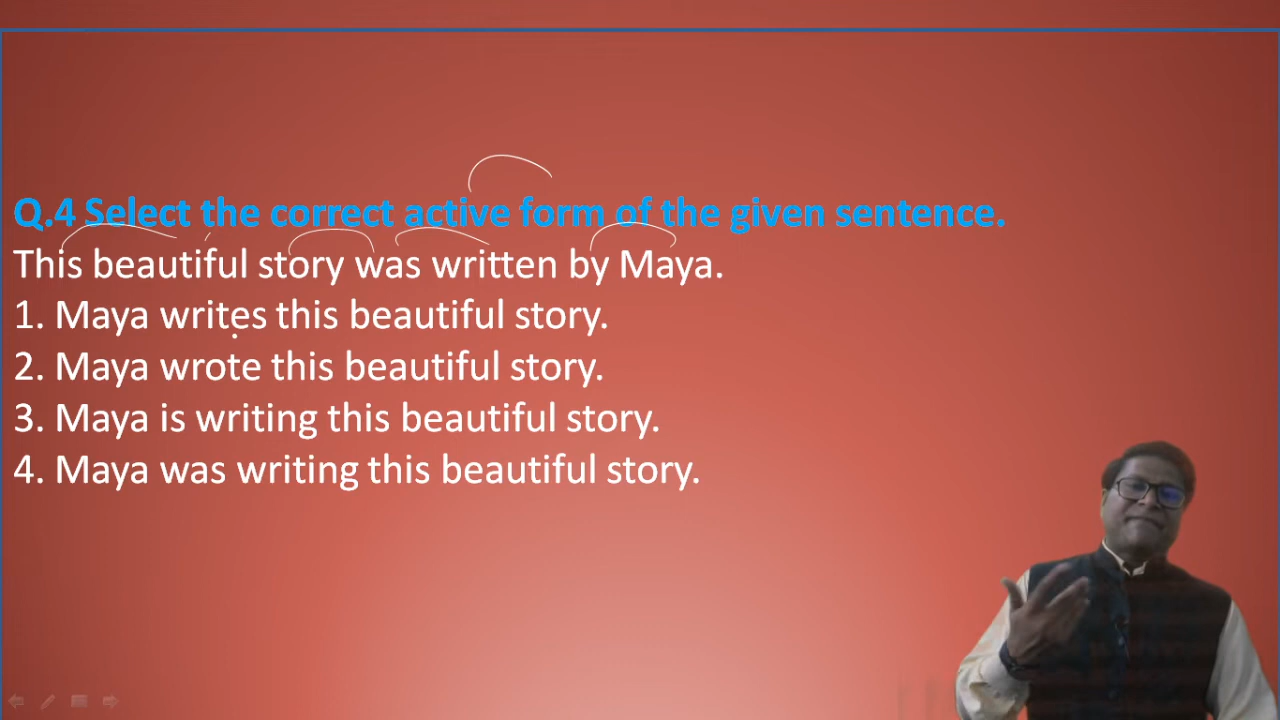 Q.4 Select the correct active form of the given sentence.
This beautiful story was written by Maya.
1. Maya writes this beautiful story.
2. Maya wrote this beautiful story.
3. Maya is writing this beautiful story.
4. Maya was writing this beautiful story.